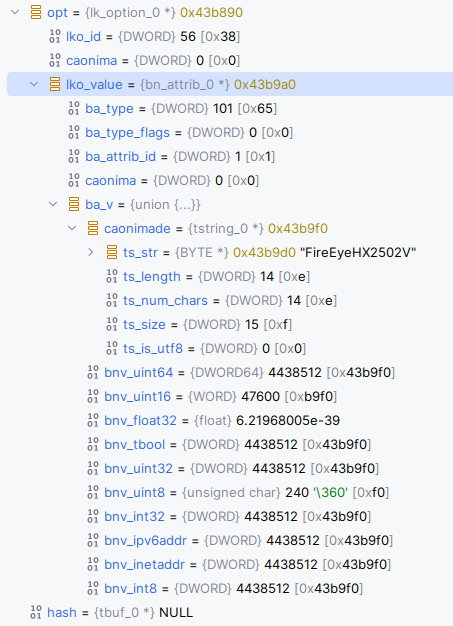 opt = {lk_option_0 *} 0x43b890
lko_id = {DWORD} 56 [0x38]
caonima = {DWORD} 0 [0x0]
lko_value = {bn_attrib_0 *} 0x43b9a0
ba_type = {DWORD} 101 [0x65]
ba_type_flags = {DWORD} 0 [0x0]
ba_attrib_id = {DWORD} 1 [0x1]
caonima = {DWORD} 0 [0x0]
ba_v = {union {...}}
caonimade = {tstring_0 *} 0x43b9f0
ts_str = {BYTE *} 0x43b9d0 "FireEyeHX2502V"
ts_length = {DWORD} 14 [0xe]
ts_num_chars = {DWORD} 14 [0xe]
ts_size = {DWORD} 15 [0xf]
ts_is_utf8 = {DWORD} 0 [0x0]
bnv_uint64 = {DWORD64} 4438512 [0x43b9f0]
bnv_uint16 = {WORD} 47600 [0xb9f0]
bnv_float32 = {float} 6.21968005e-39
bnv_tbool = {DWORD} 4438512 [0x43b9f0]
bnv_uint32 = {DWORD} 4438512 [0x43b9f0]
bnv_uint8 = {unsigned char} 240 '\360' [0xf0]
bnv_int32 = {DWORD} 4438512 [0x43b9f0]
bnv_ipv6addr = {DWORD} 4438512 [0x43b9f0]
bnv_inetaddr = {DWORD} 4438512 [0x43b9f0]
bnv_int8 = {DWORD} 4438512 [0x43b9f0]
hash = {tbuf_0 *} NULL